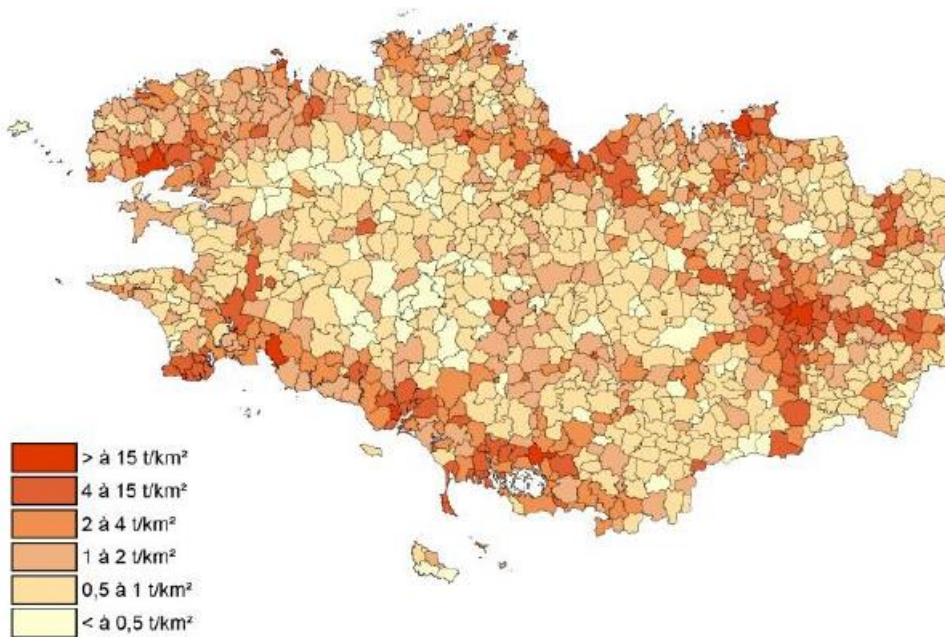 > à 15 t/km²
4 à 15 t/km²
2 à 4 t/km²
1 à 2 t/km²
0,5 à 1 t/km²
< à 0,5 t/km²